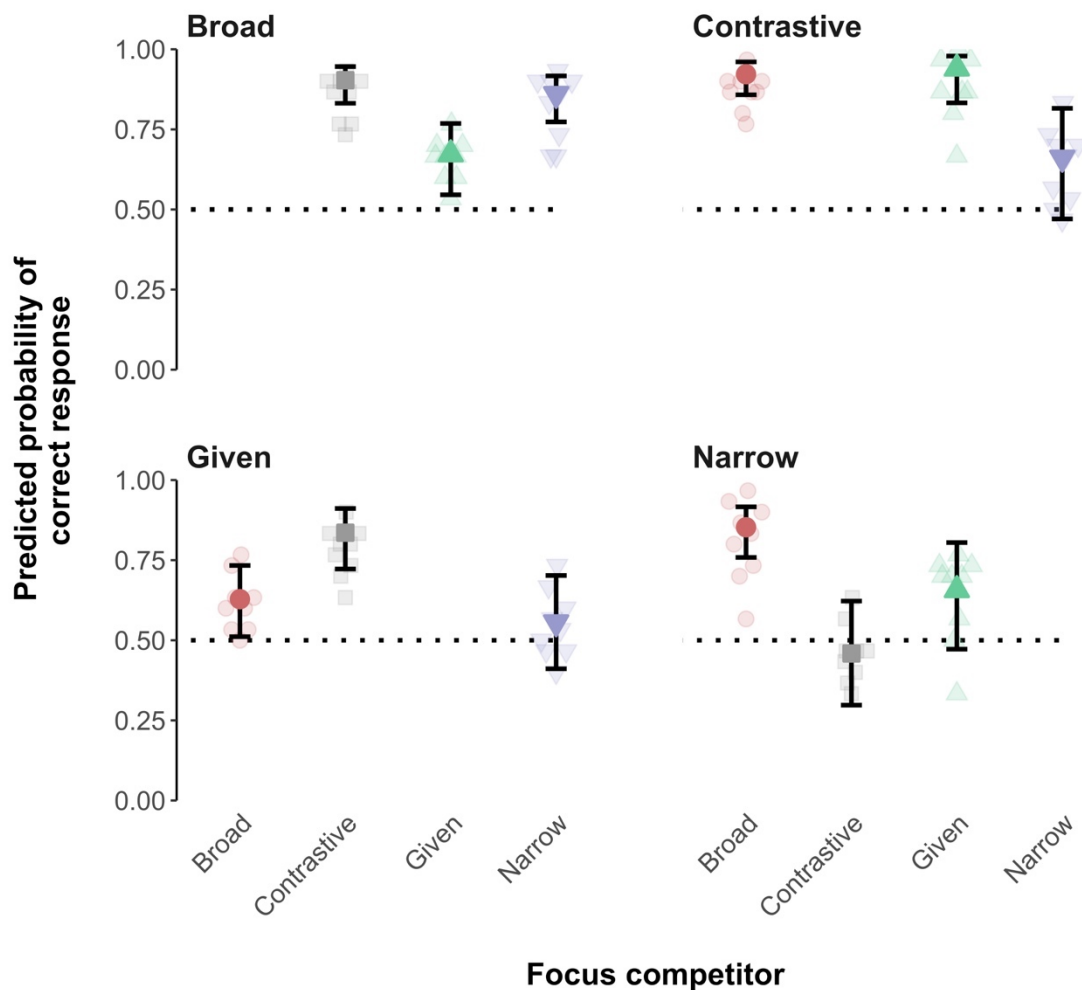 Broad
Contrastive
1.00
0.75
0.50
0.25
0.00
Given
Narrow
1.00
0.75
0.50
0.25
0.00
Predicted probability of
correct response
Broad
Contrastive
Given
Narrow
Broad
Contrastive
Given
Narrow
Focus competitor